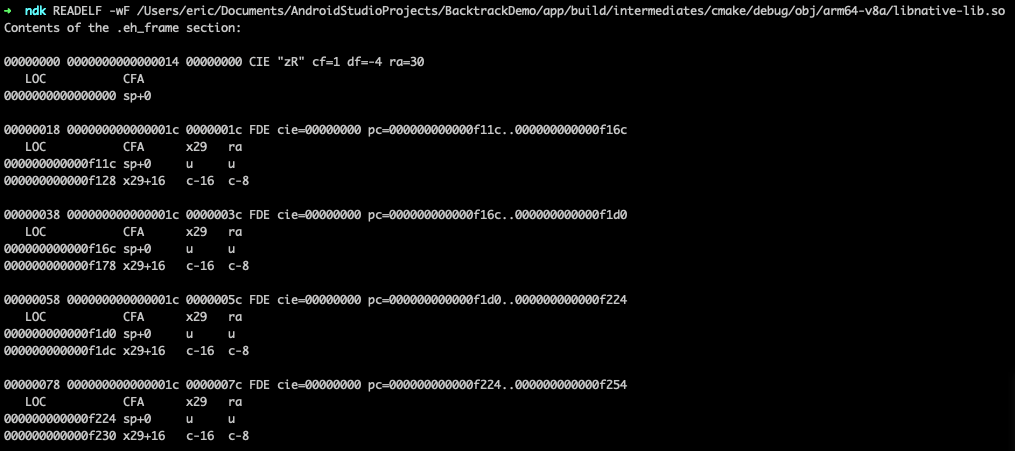 ➜  ndk READELF -wF /Users/eric/Documents/AndroidStudioProjects/BacktrackDemo/app/build/intermediates/cmake/debug/obj/arm64-v8a/libnative-lib.so
Contents of the .eh_frame section:

00000000 0000000000000014 00000000 CIE "zR" cf=1 df=-4 ra=30
   LOC           CFA
0000000000000000 sp+0

00000018 000000000000001c 0000001c FDE cie=00000000 pc=000000000000f11c..000000000000f16c
   LOC           CFA      x29   ra
000000000000f11c sp+0     u     u
000000000000f128 x29+16   c-16  c-8

00000038 000000000000001c 0000003c FDE cie=00000000 pc=000000000000f16c..000000000000f1d0
   LOC           CFA      x29   ra
000000000000f16c sp+0     u     u
000000000000f178 x29+16   c-16  c-8

00000058 000000000000001c 0000005c FDE cie=00000000 pc=000000000000f1d0..000000000000f224
   LOC           CFA      x29   ra
000000000000f1d0 sp+0     u     u
000000000000f1dc x29+16   c-16  c-8

00000078 000000000000001c 0000007c FDE cie=00000000 pc=000000000000f224..000000000000f254
   LOC           CFA      x29   ra
000000000000f224 sp+0     u     u
000000000000f230 x29+16   c-16  c-8